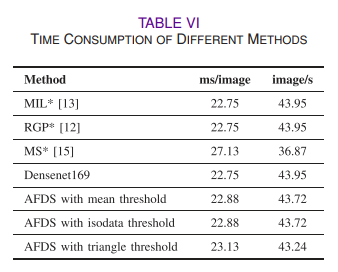 TABLE VI
TIME CONSUMPTION OF DIFFERENT METHODS
Method ms/image image/s
MIL* [13] 22.75 43.95
RGP* [12] 22.75 43.95
MS* [15] 27.13 36.87
Densenet169 22.75 43.95
AFDS with mean threshold 22.88 43.72
AFDS with isodata threshold 22.88 43.72
AFDS with triangle threshold 23.13 43.24